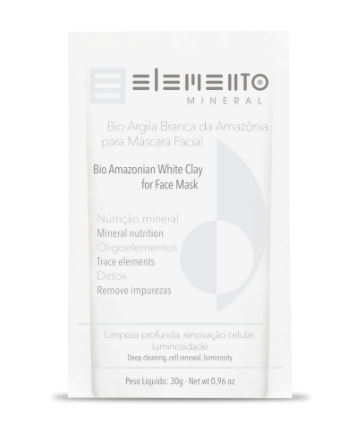 elemento
MINERAL
Bio Argila Branca da Amazônia
para Máscara Facial
Bio Amazonian White Clay
for Face Mask
Nutrição mineral
Mineral nutrition
Oligoelementos
Trace elements
Detox
Remove impurezas
Limpeza profunda, renovação celular,
luminosidade
Deep cleaning, cell renewal, luminosity
Peso Líquido: 30g - Net wt 0,96 oz